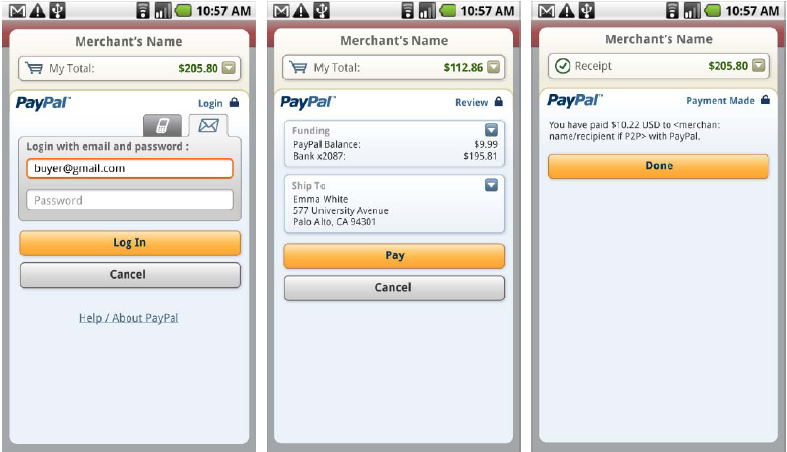 10:57 AM
Merchant's Name
My Total: $205.80
PayPal™ Login
Login with email and password :
buyer@gmail.com
Password
Log In
Cancel
Help / About PayPal
10:57 AM
Merchant's Name
My Total: $112.86
PayPal™ Review
Funding
PayPall Balance: $9.99
Bank x2087: $195.81
Ship To
Emma White
577 University Avenue
Palo Alto, CA 94301
Pay
Cancel
10:57 AM
Merchant's Name
Receipt $205.80
PayPal™ Payment Made
You have paid $10.22 USD to <merchan:
name/recipient if P2P> with PayPal.
Done